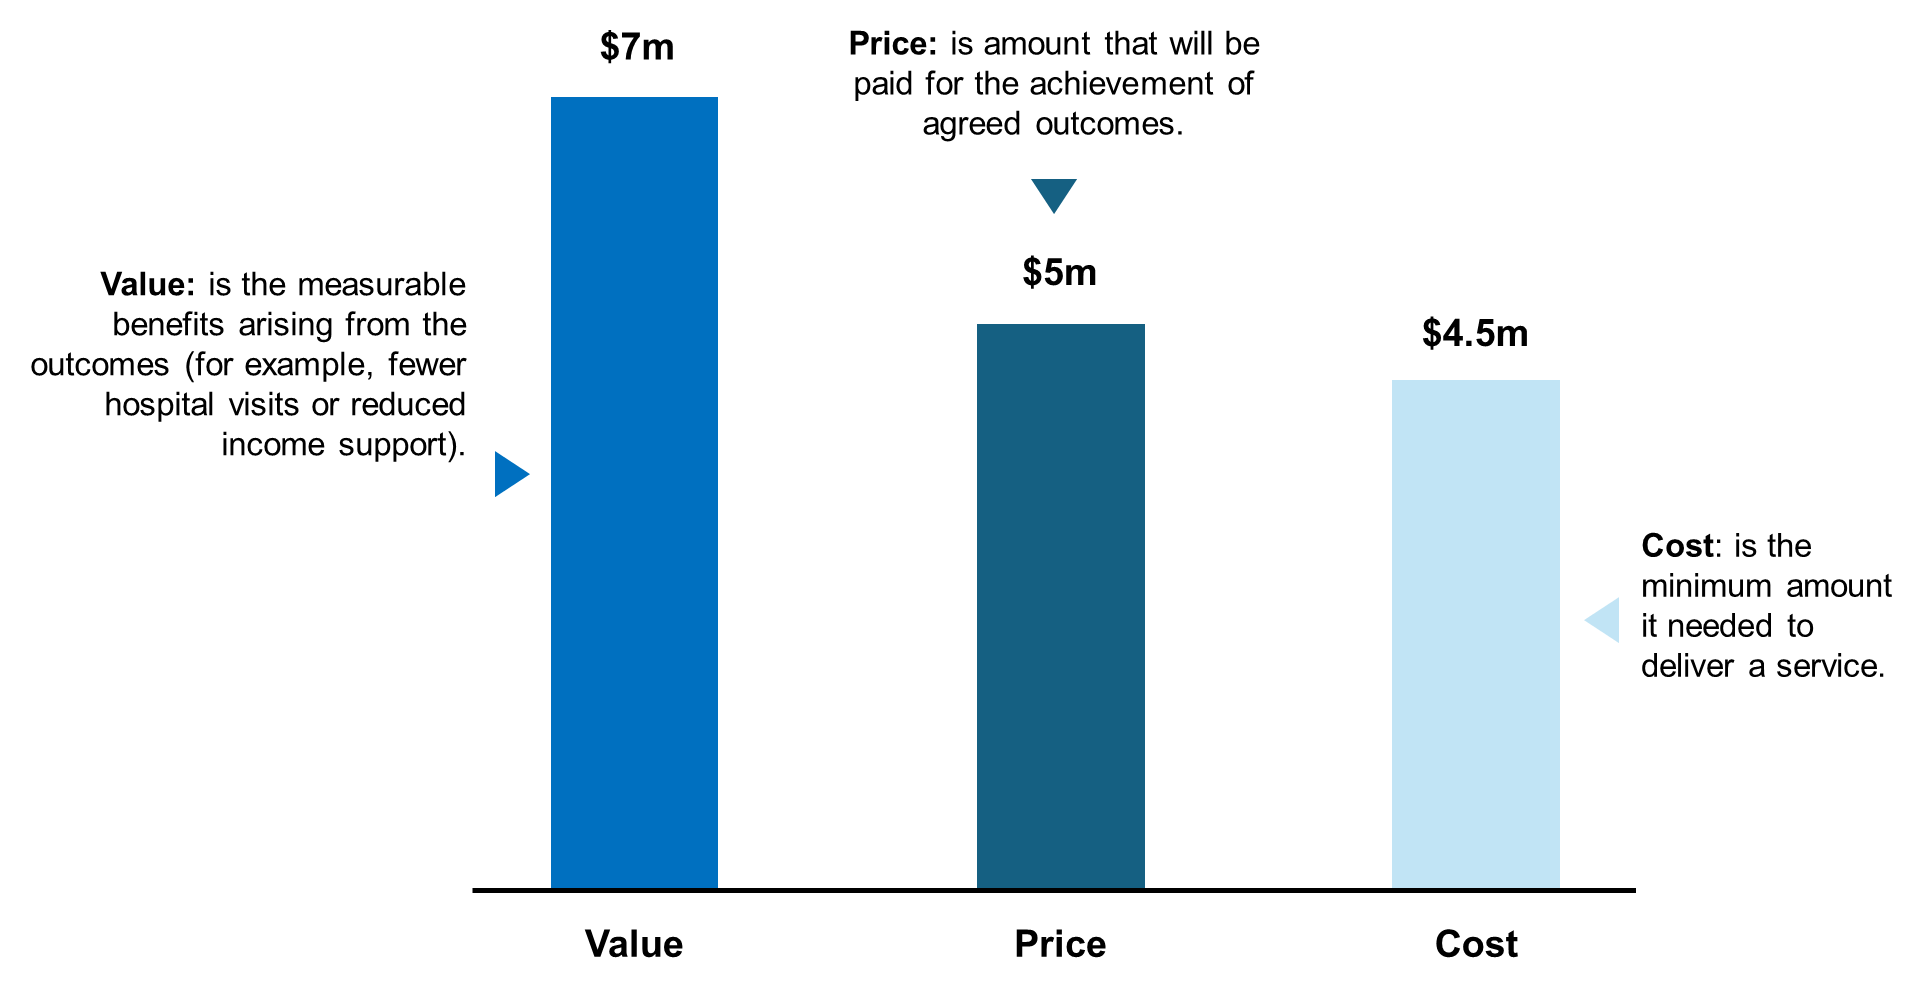 $7m
Price: is amount that will be
paid for the achievement of
agreed outcomes.
$5m
Value: is the measurable
benefits arising from the
outcomes (for example, fewer
hospital visits or reduced
income support).
$4.5m
Cost: is the
minimum amount
it needed to
deliver a service.
Value
Price
Cost